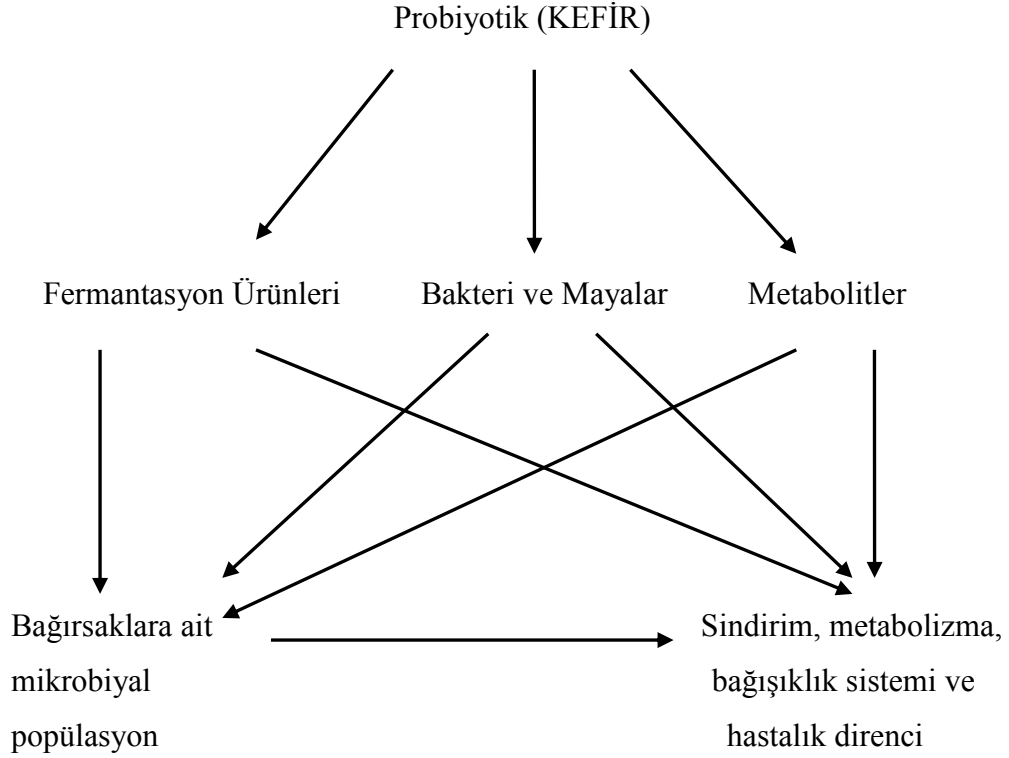 Probiyotik (KEFİR)
Fermantasyon Ürünleri
Bakteri ve Mayalar
Metabolitler
Bağırsaklara ait
mikrobiyal
popülasyon
Sindirim, metabolizma,
bağışıklık sistemi ve
hastalık direnci